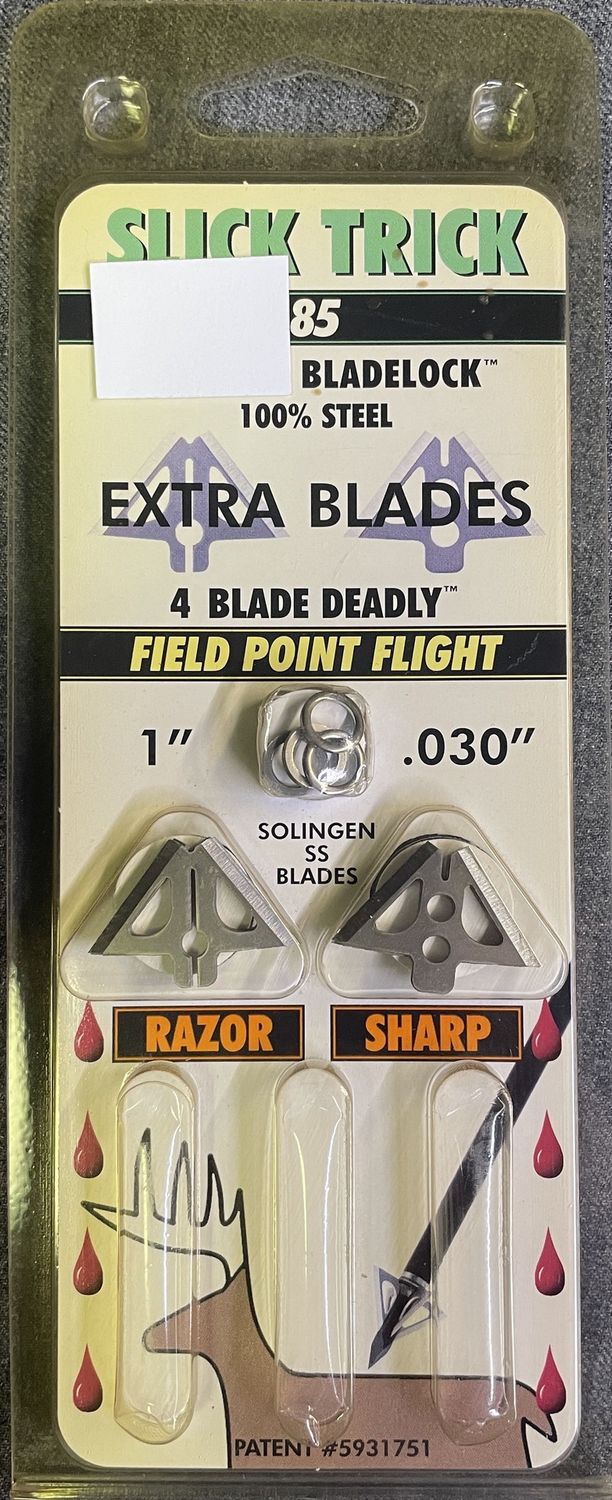 SLICK TRICK
85
BLADELOCK™
100% STEEL
EXTRA BLADES
4 BLADE DEADLY™
FIELD POINT FLIGHT
1” .030”
SOLINGEN
SS
BLADES
RAZOR SHARP
PATENT #5931751